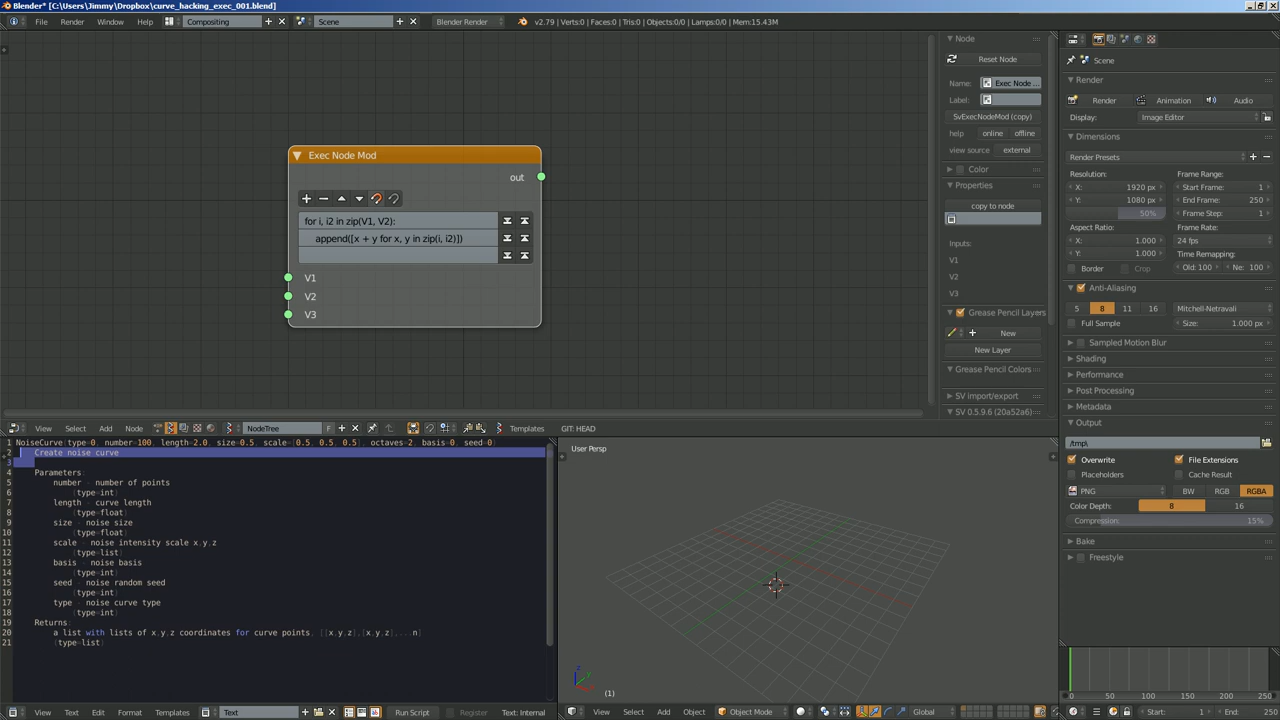 Blender* [C:\Users\Jimmy\Dropbox\curve_hacking_exec_001.blend]
File Render Window Help Compositing Scene Blender Render v2.79 | Verts:0 | Faces:0 | Tris:0 | Objects:0/0 | Lamps:0/0 | Mem:15.43M
Exec Node Mod
out
for i, i2 in zip(V1, V2):
append([x + y for x, y in zip(i, i2)])
V1
V2
V3
Node
Reset Node
Name: Exec Node ...
Label:
SvExecNodeMod (copy)
help online offline
view source external
Color
Properties
copy to node
Inputs:
V1
V2
V3
Grease Pencil Layers
New
New Layer
Grease Pencil Colors
SV import/export
SV 0.5.9.6 (20a52a6)
Scene
Render
Render Animation Audio
Display: Image Editor
Dimensions
Render Presets
Resolution: Frame Range:
X: 1920 px Start Frame: 1
Y: 1080 px End Frame: 250
50% Frame Step: 1
Aspect Ratio: Frame Rate:
X: 1.000 24 fps
Y: 1.000 Time Remapping:
Border Crop Old: 100 Ne: 100
Anti-Aliasing
5 8 11 16 Mitchell-Netravali
Full Sample Size: 1.000 px
Sampled Motion Blur
Shading
Performance
Post Processing
Metadata
Output
/tmp\
Overwrite File Extensions
Placeholders Cache Result
PNG BW RGB RGBA
Color Depth: 8 16
Compression: 15%
Bake
Freestyle
View Select Add Node NodeTree F Templates GIT: HEAD
1 NoiseCurve(type=0, number=100, length=2.0, size=0.5, scale=[0.5, 0.5, 0.5], octaves=2, basis=0, seed=0)
2 Create noise curve
3
4 Parameters:
5 number - number of points
6 (type=int)
7 length - curve length
8 (type=float)
9 size - noise size
10 (type=float)
11 scale - noise intensity scale x,y,z
12 (type=list)
13 basis - noise basis
14 (type=int)
15 seed - noise random seed
16 (type=int)
17 type - noise curve type
18 (type=int)
19 Returns:
20 a list with lists of x,y,z coordinates for curve points, [[x,y,z],[x,y,z],...n]
21 (type=list)
User Persp
z
y
(1)
View Text Edit Format Templates Text Run Script Register Text: Internal
View Select Add Object Object Mode Global
0 50 100 150 200 250
Start: 1 End: 250